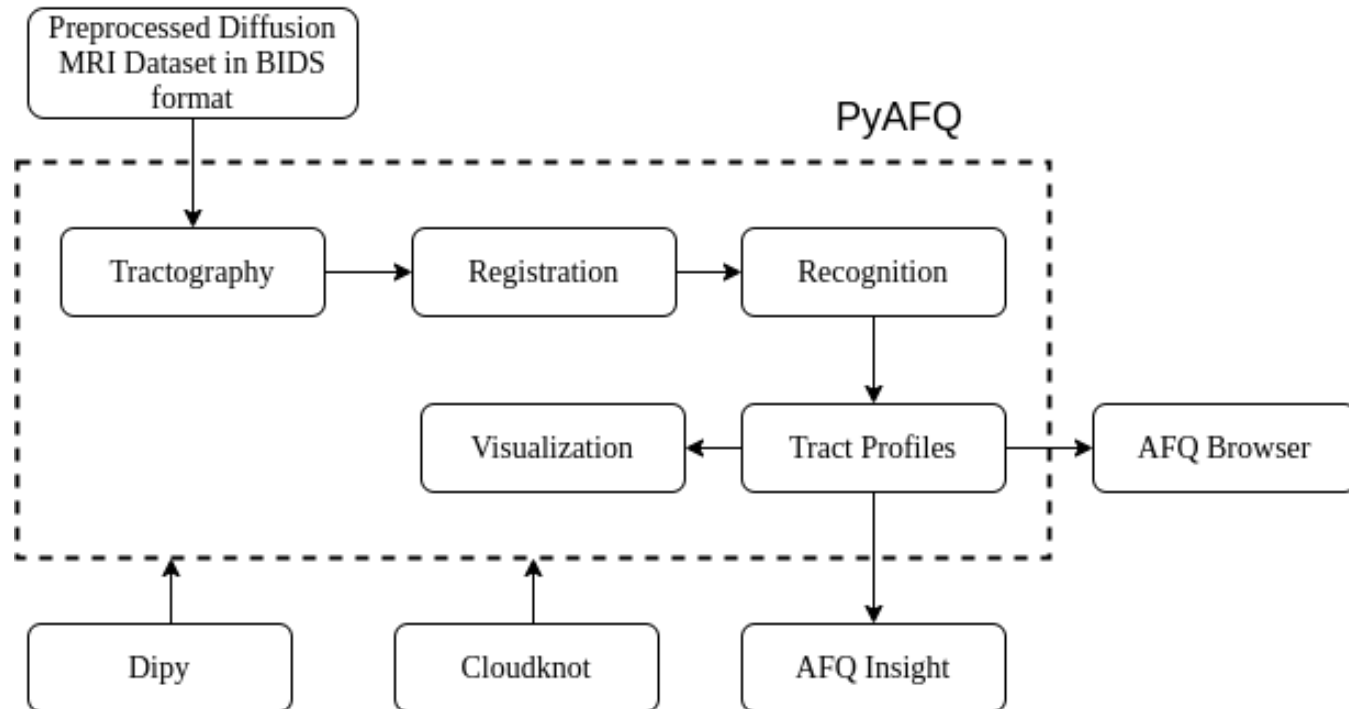 Preprocessed Diffusion
MRI Dataset in BIDS
format
PyAFQ
Tractography
Registration
Recognition
Visualization
Tract Profiles
AFQ Browser
Dipy
Cloudknot
AFQ Insight